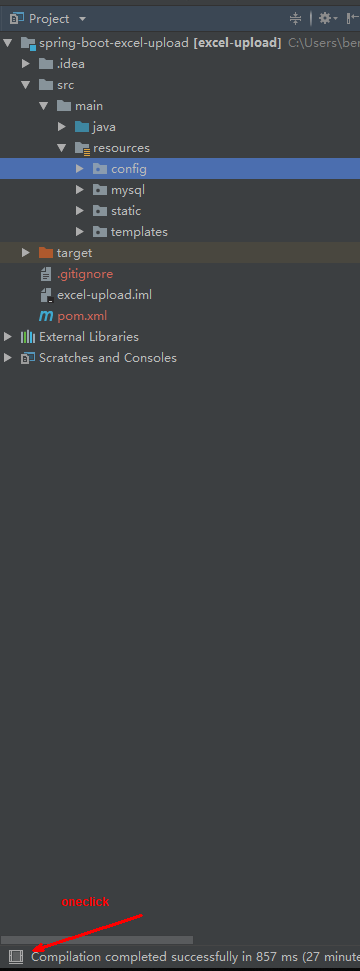 Project
spring-boot-excel-upload [excel-upload] C:\Users\be
.idea
src
main
java
resources
config
mysql
static
templates
target
.gitignore
excel-upload.iml
pom.xml
External Libraries
Scratches and Consoles
oneclick
Compilation completed successfully in 857 ms (27 minute